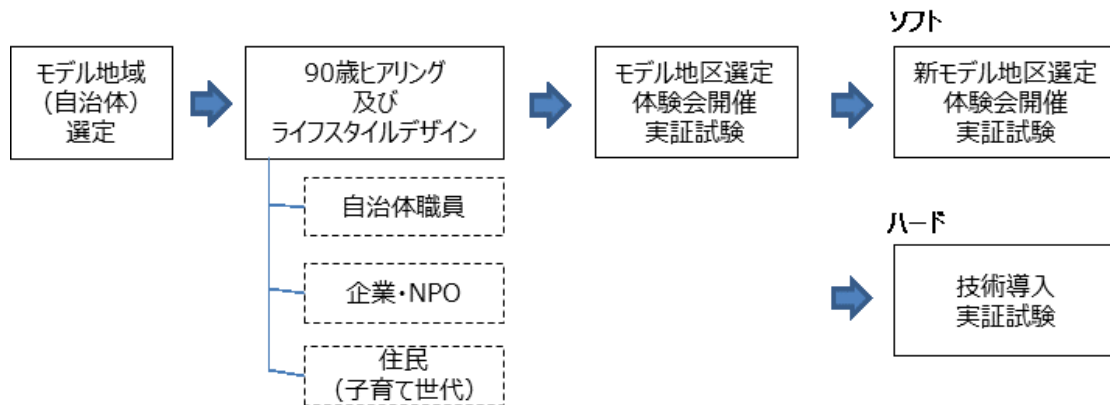 モデル地域
(自治体)
選定
90歳ヒアリング
及び
ライフスタイルデザイン
自治体職員
企業・NPO
住民
(子育て世代)
モデル地区選定
体験会開催
実証試験
ソフト
新モデル地区選定
体験会開催
実証試験
ハード
技術導入
実証試験